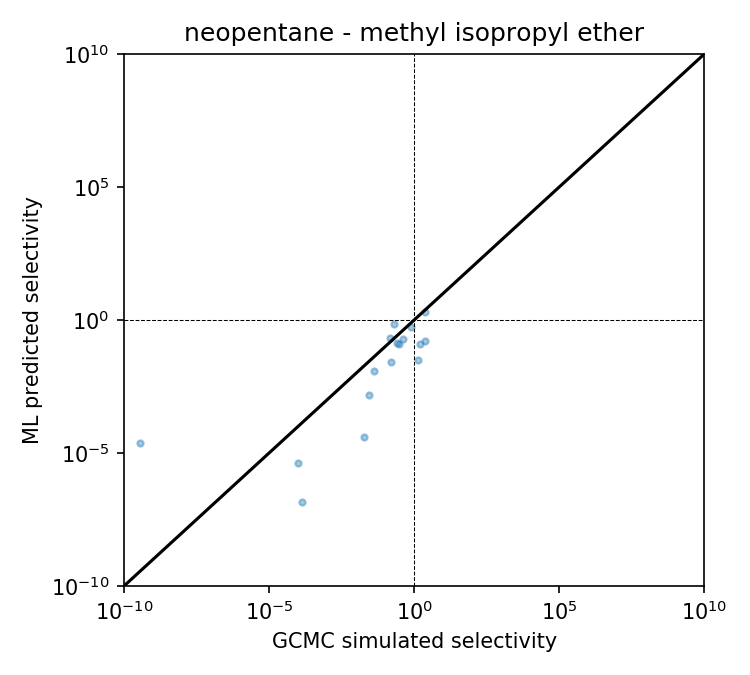 neopentane - methyl isopropyl ether
10¹⁰
10⁵
10⁰
10⁻⁵
10⁻¹⁰
ML predicted selectivity
10⁻¹⁰ 10⁻⁵ 10⁰ 10⁵ 10¹⁰
GCMC simulated selectivity